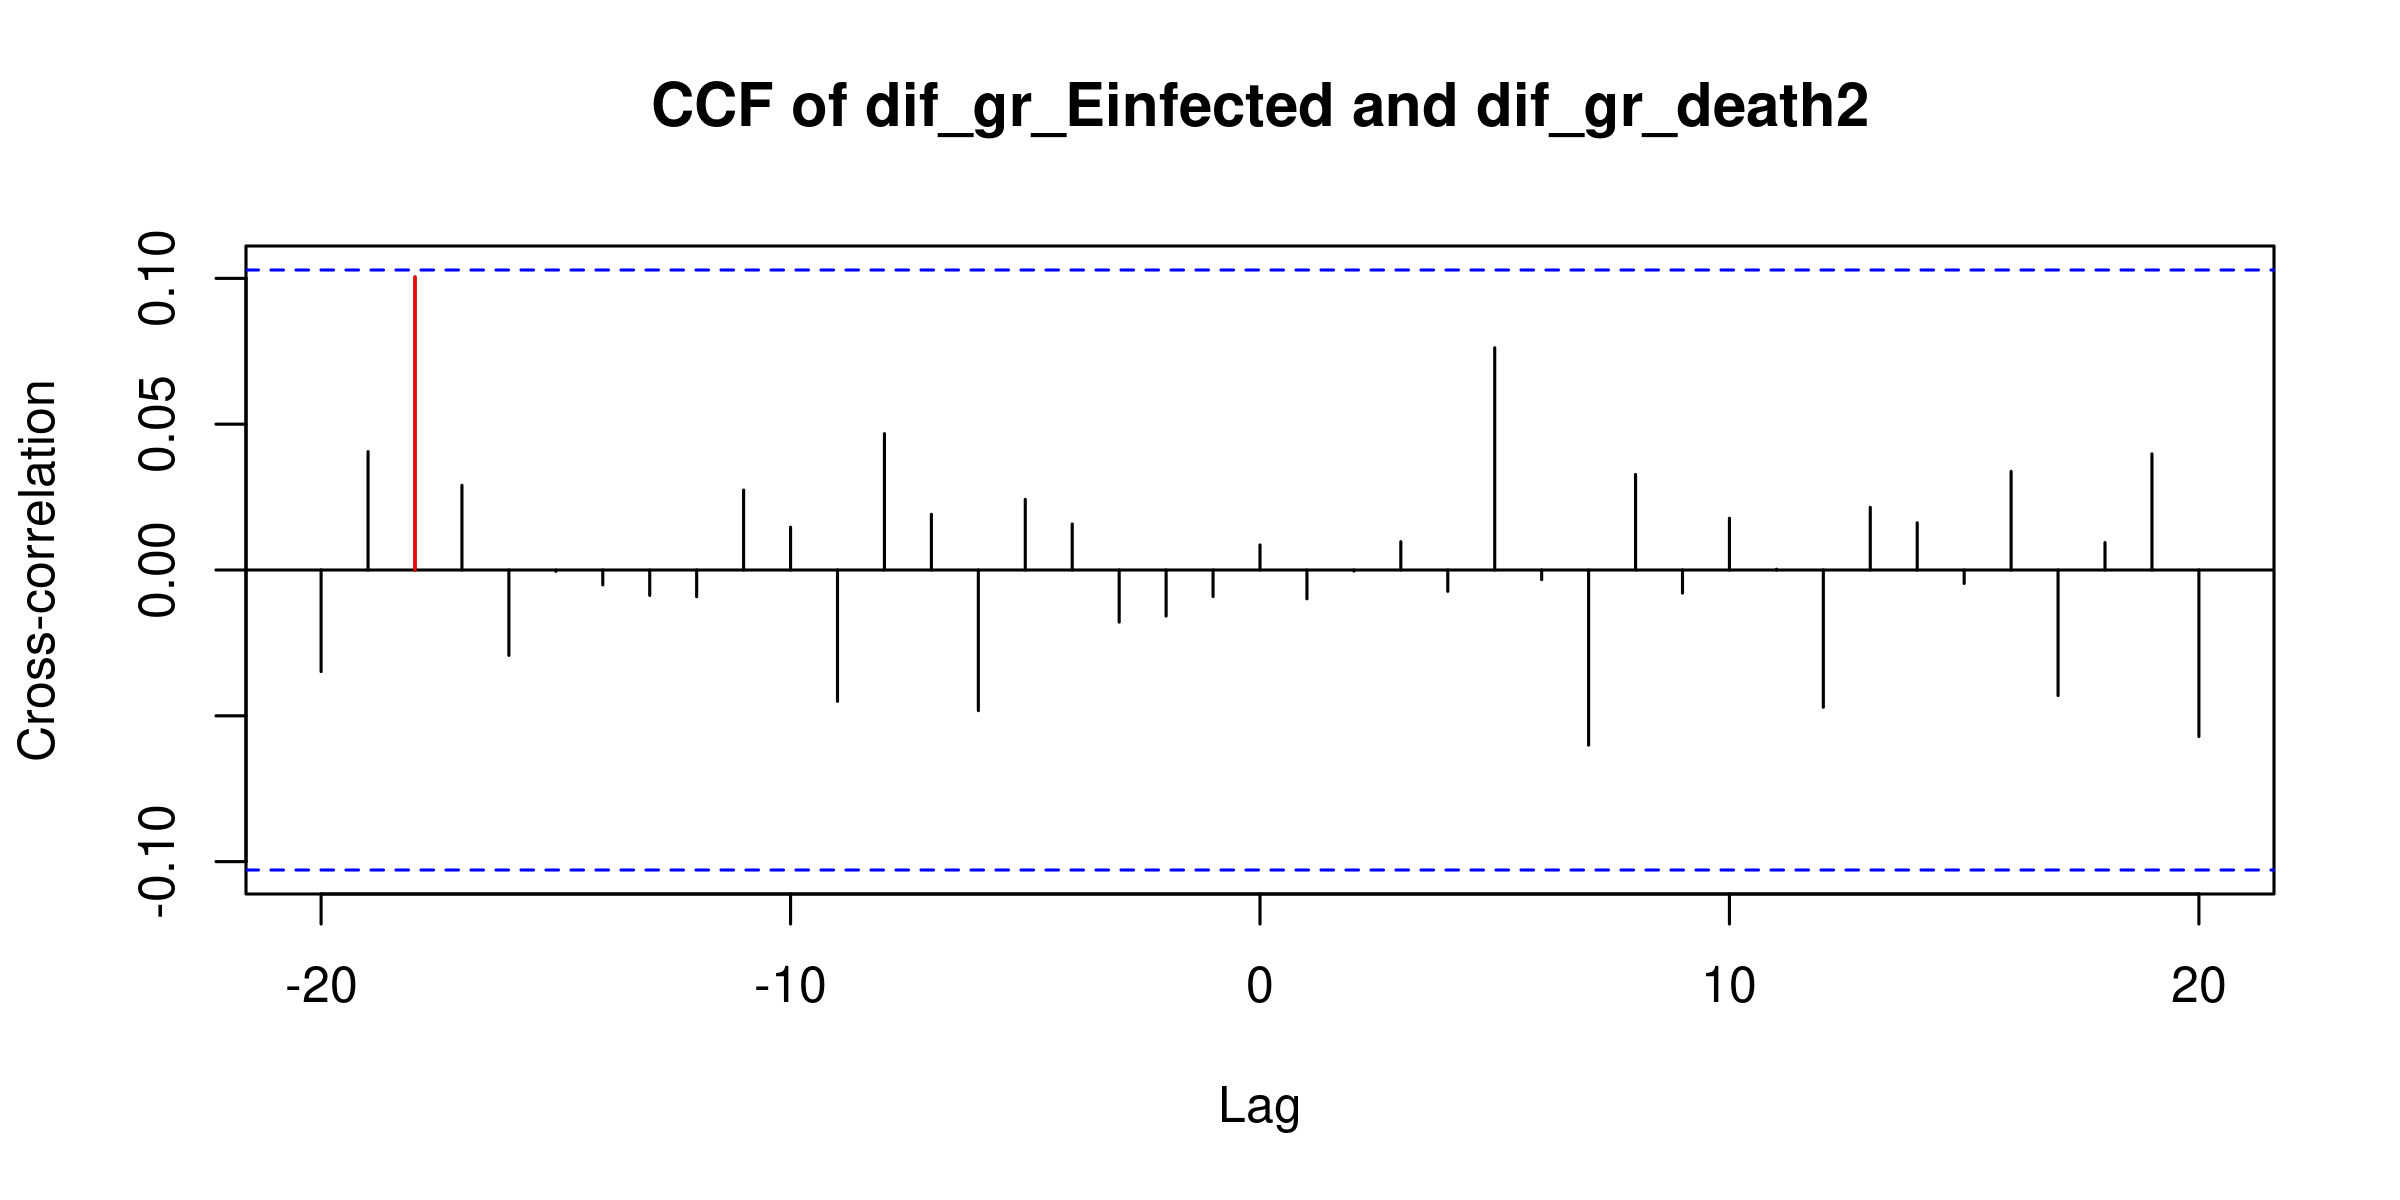 CCF of dif_gr_Einfected and dif_gr_death2
Cross-correlation
0.10
0.05
0.00
-0.10
-20 -10 0 10 20
Lag